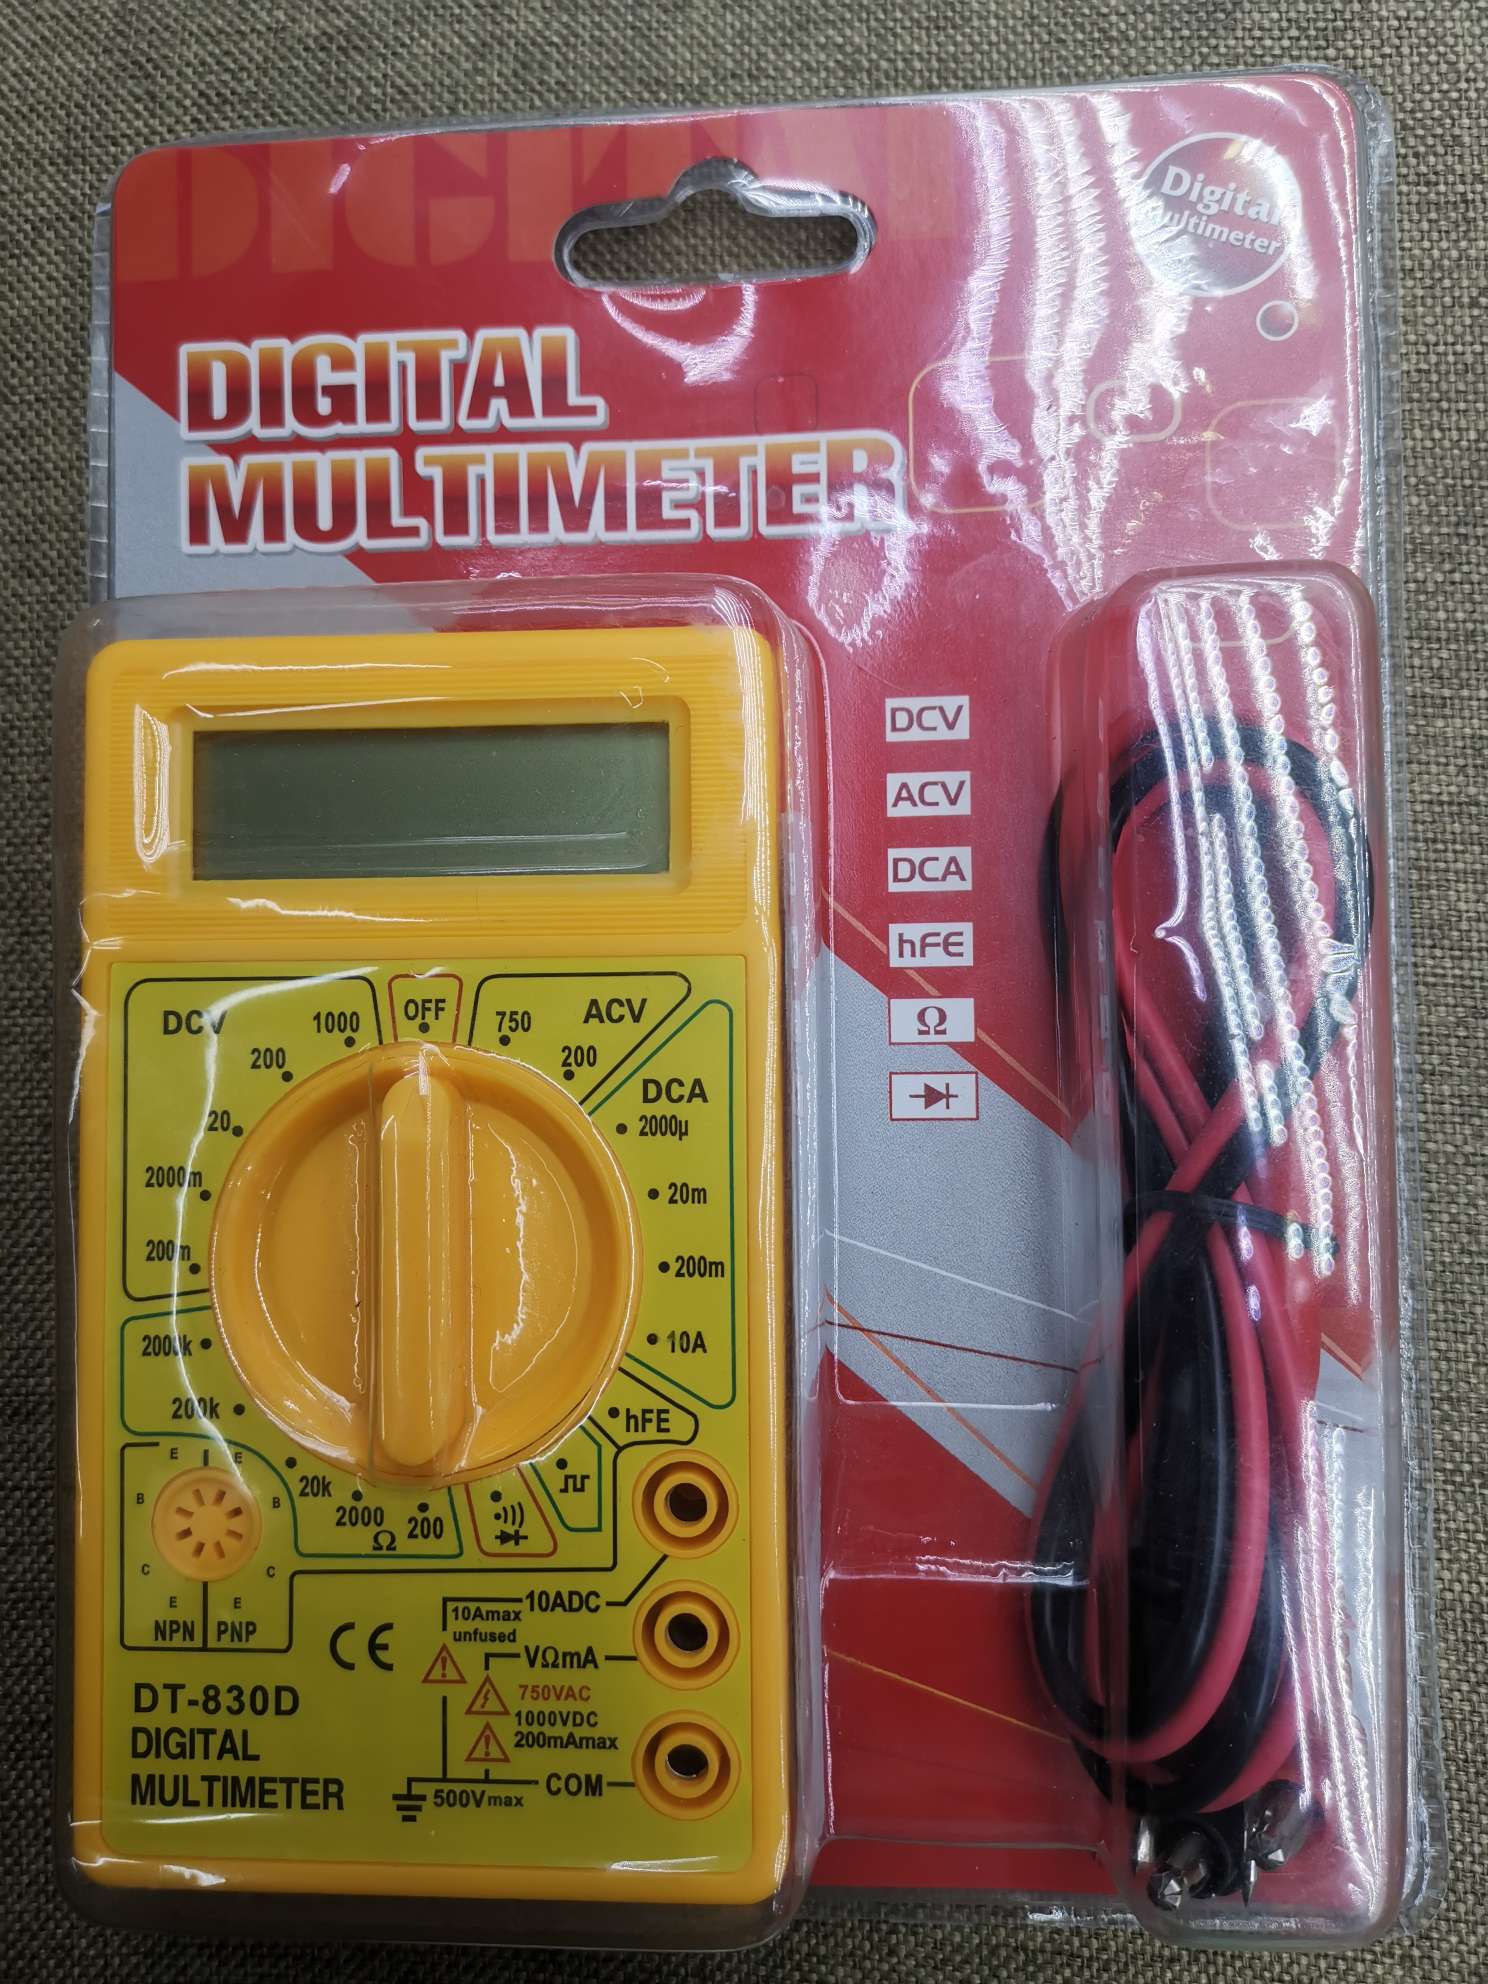 DIGITAL
Digital
Multimeter
DIGITAL
MULTIMETER
DCV
ACV
DCA
hFE
Ω
DCV
1000
OFF
750
ACV
200
200
DCA
20
2000µ
2000m
20m
200m
200m
2000k
10A
200k
hFE
20k
2000
Ω
200
E
E
B
B
C
C
E
E
NPN
PNP
CE
10Amax
unfused
10ADC
VΩmA
750VAC
1000VDC
200mAmax
COM
500Vmax
DT-830D
DIGITAL
MULTIMETER